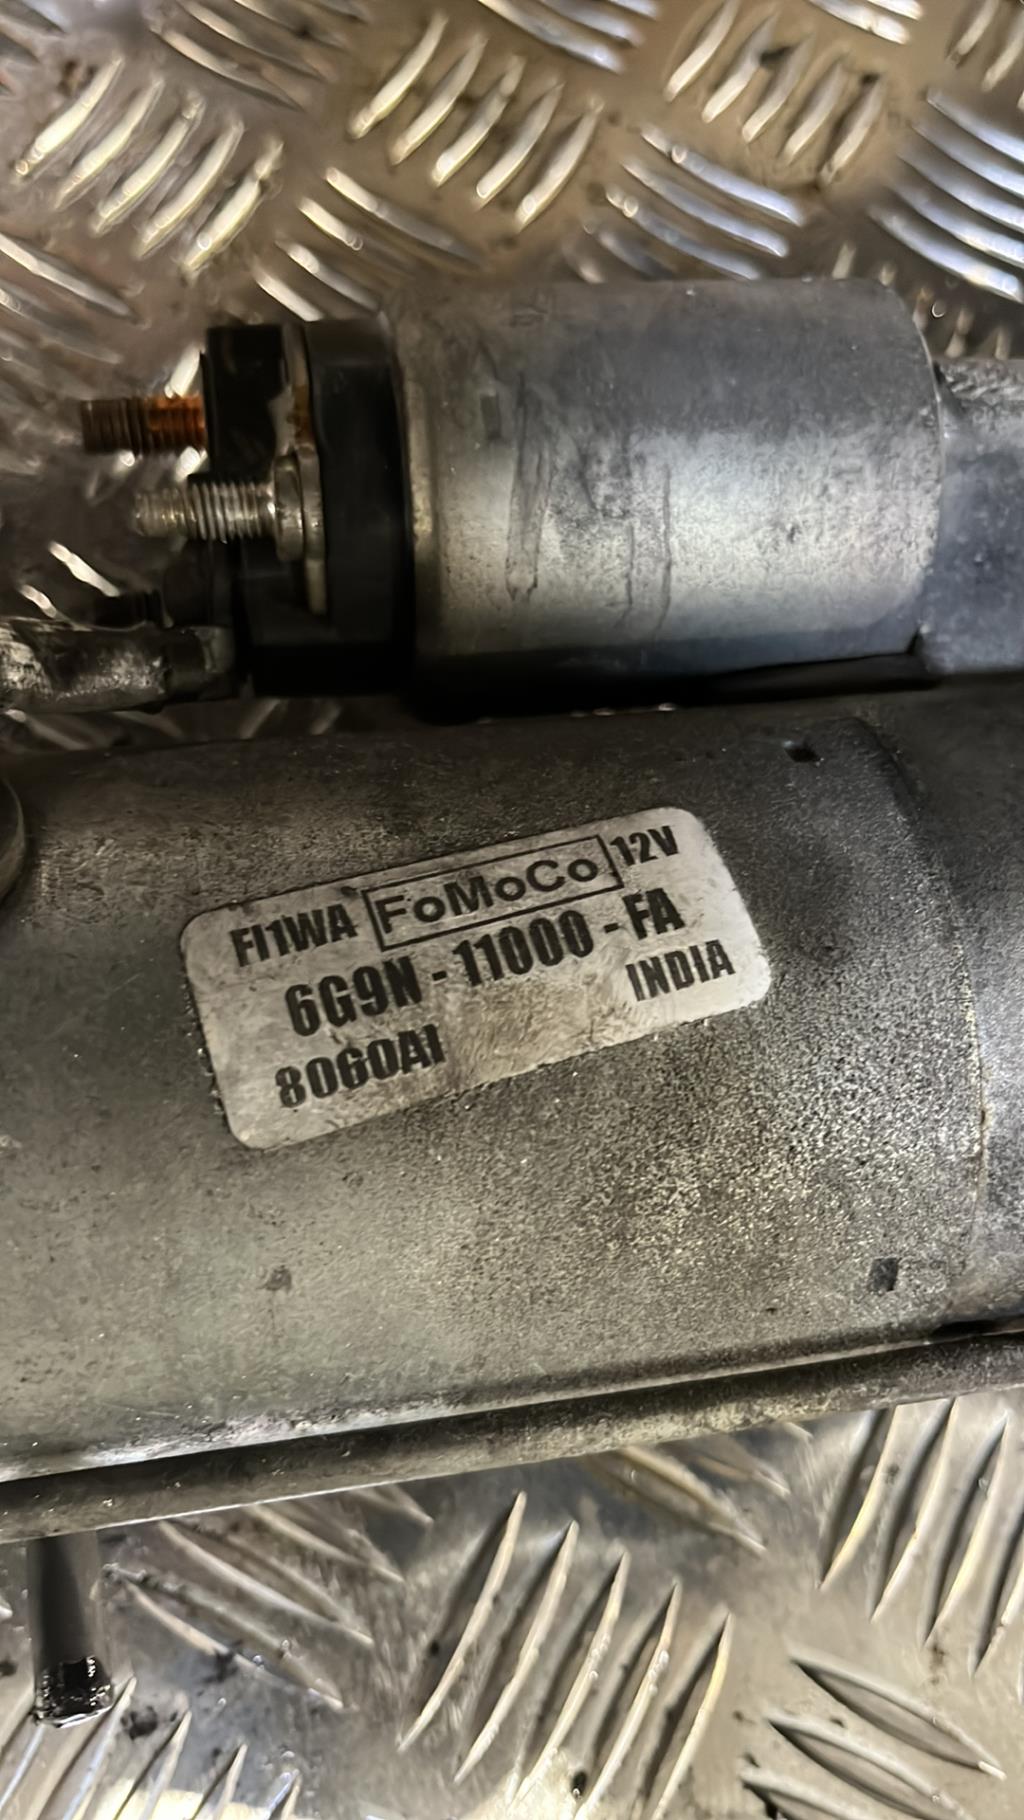 FI1WA FoMoCo 12V
6G9N - 11000 - FA
INDIA
8060AI